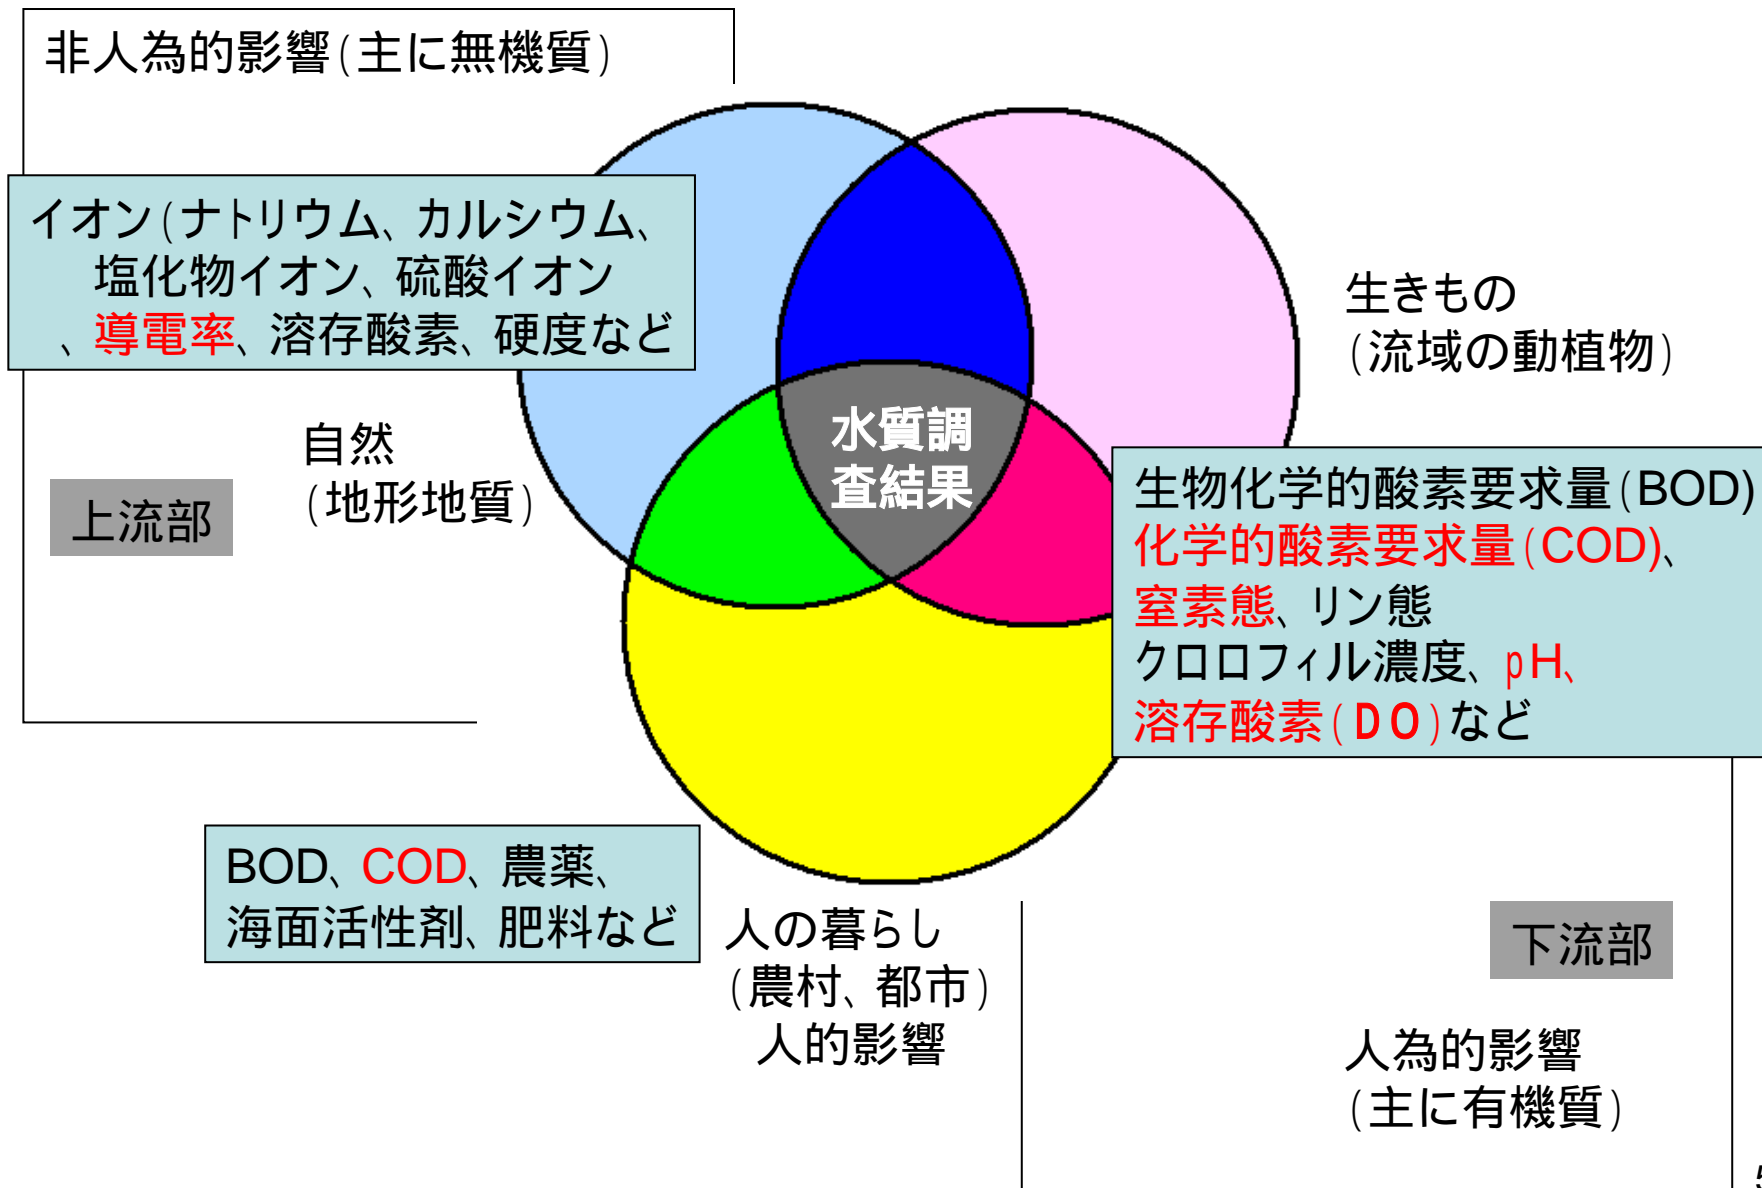 非人為的影響(主に無機質)
イオン(ナトリウム、カルシウム、
塩化物イオン、硫酸イオン
、導電率、溶存酸素、硬度など
生きもの
(流域の動植物)
自然
(地形地質)
上流部
水質調
査結果
生物化学的酸素要求量(BOD)
化学的酸素要求量(COD)、
窒素態、リン態
クロロフィル濃度、pH、
溶存酸素(DO)など
BOD、COD、農薬、
海面活性剤、肥料など
人の暮らし
(農村、都市)
人的影響
下流部
人為的影響
(主に有機質)